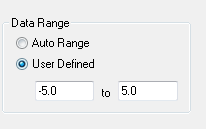 Data Range
Auto Range
User Defined
-5.0 to 5.0